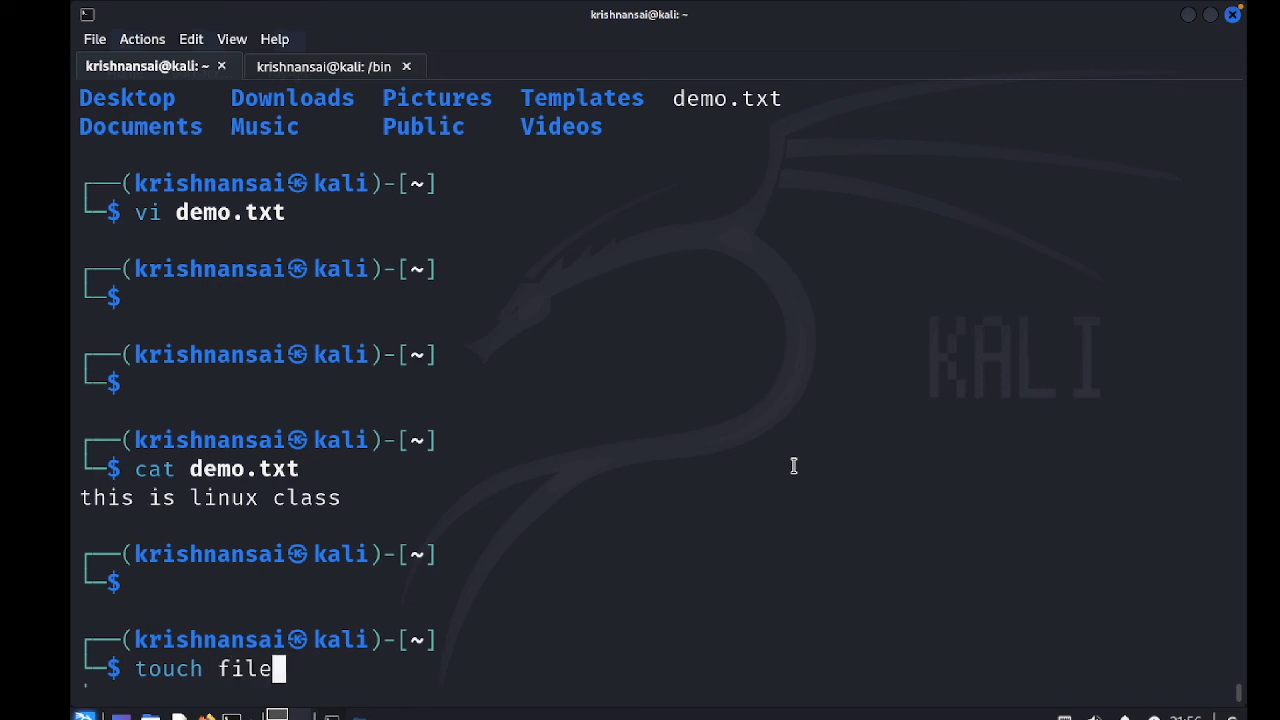 krishnansai@kali: ~
File Actions Edit View Help
krishnansai@kali: ~ × krishnansai@kali: /bin ×
Desktop Downloads Pictures Templates demo.txt
Documents Music Public Videos
┌──(krishnansai㉿kali)-[~]
└─$ vi demo.txt
┌──(krishnansai㉿kali)-[~]
└─$
┌──(krishnansai㉿kali)-[~]
└─$
┌──(krishnansai㉿kali)-[~]
└─$ cat demo.txt
this is linux class
┌──(krishnansai㉿kali)-[~]
└─$
┌──(krishnansai㉿kali)-[~]
└─$ touch file
KALI
21:56